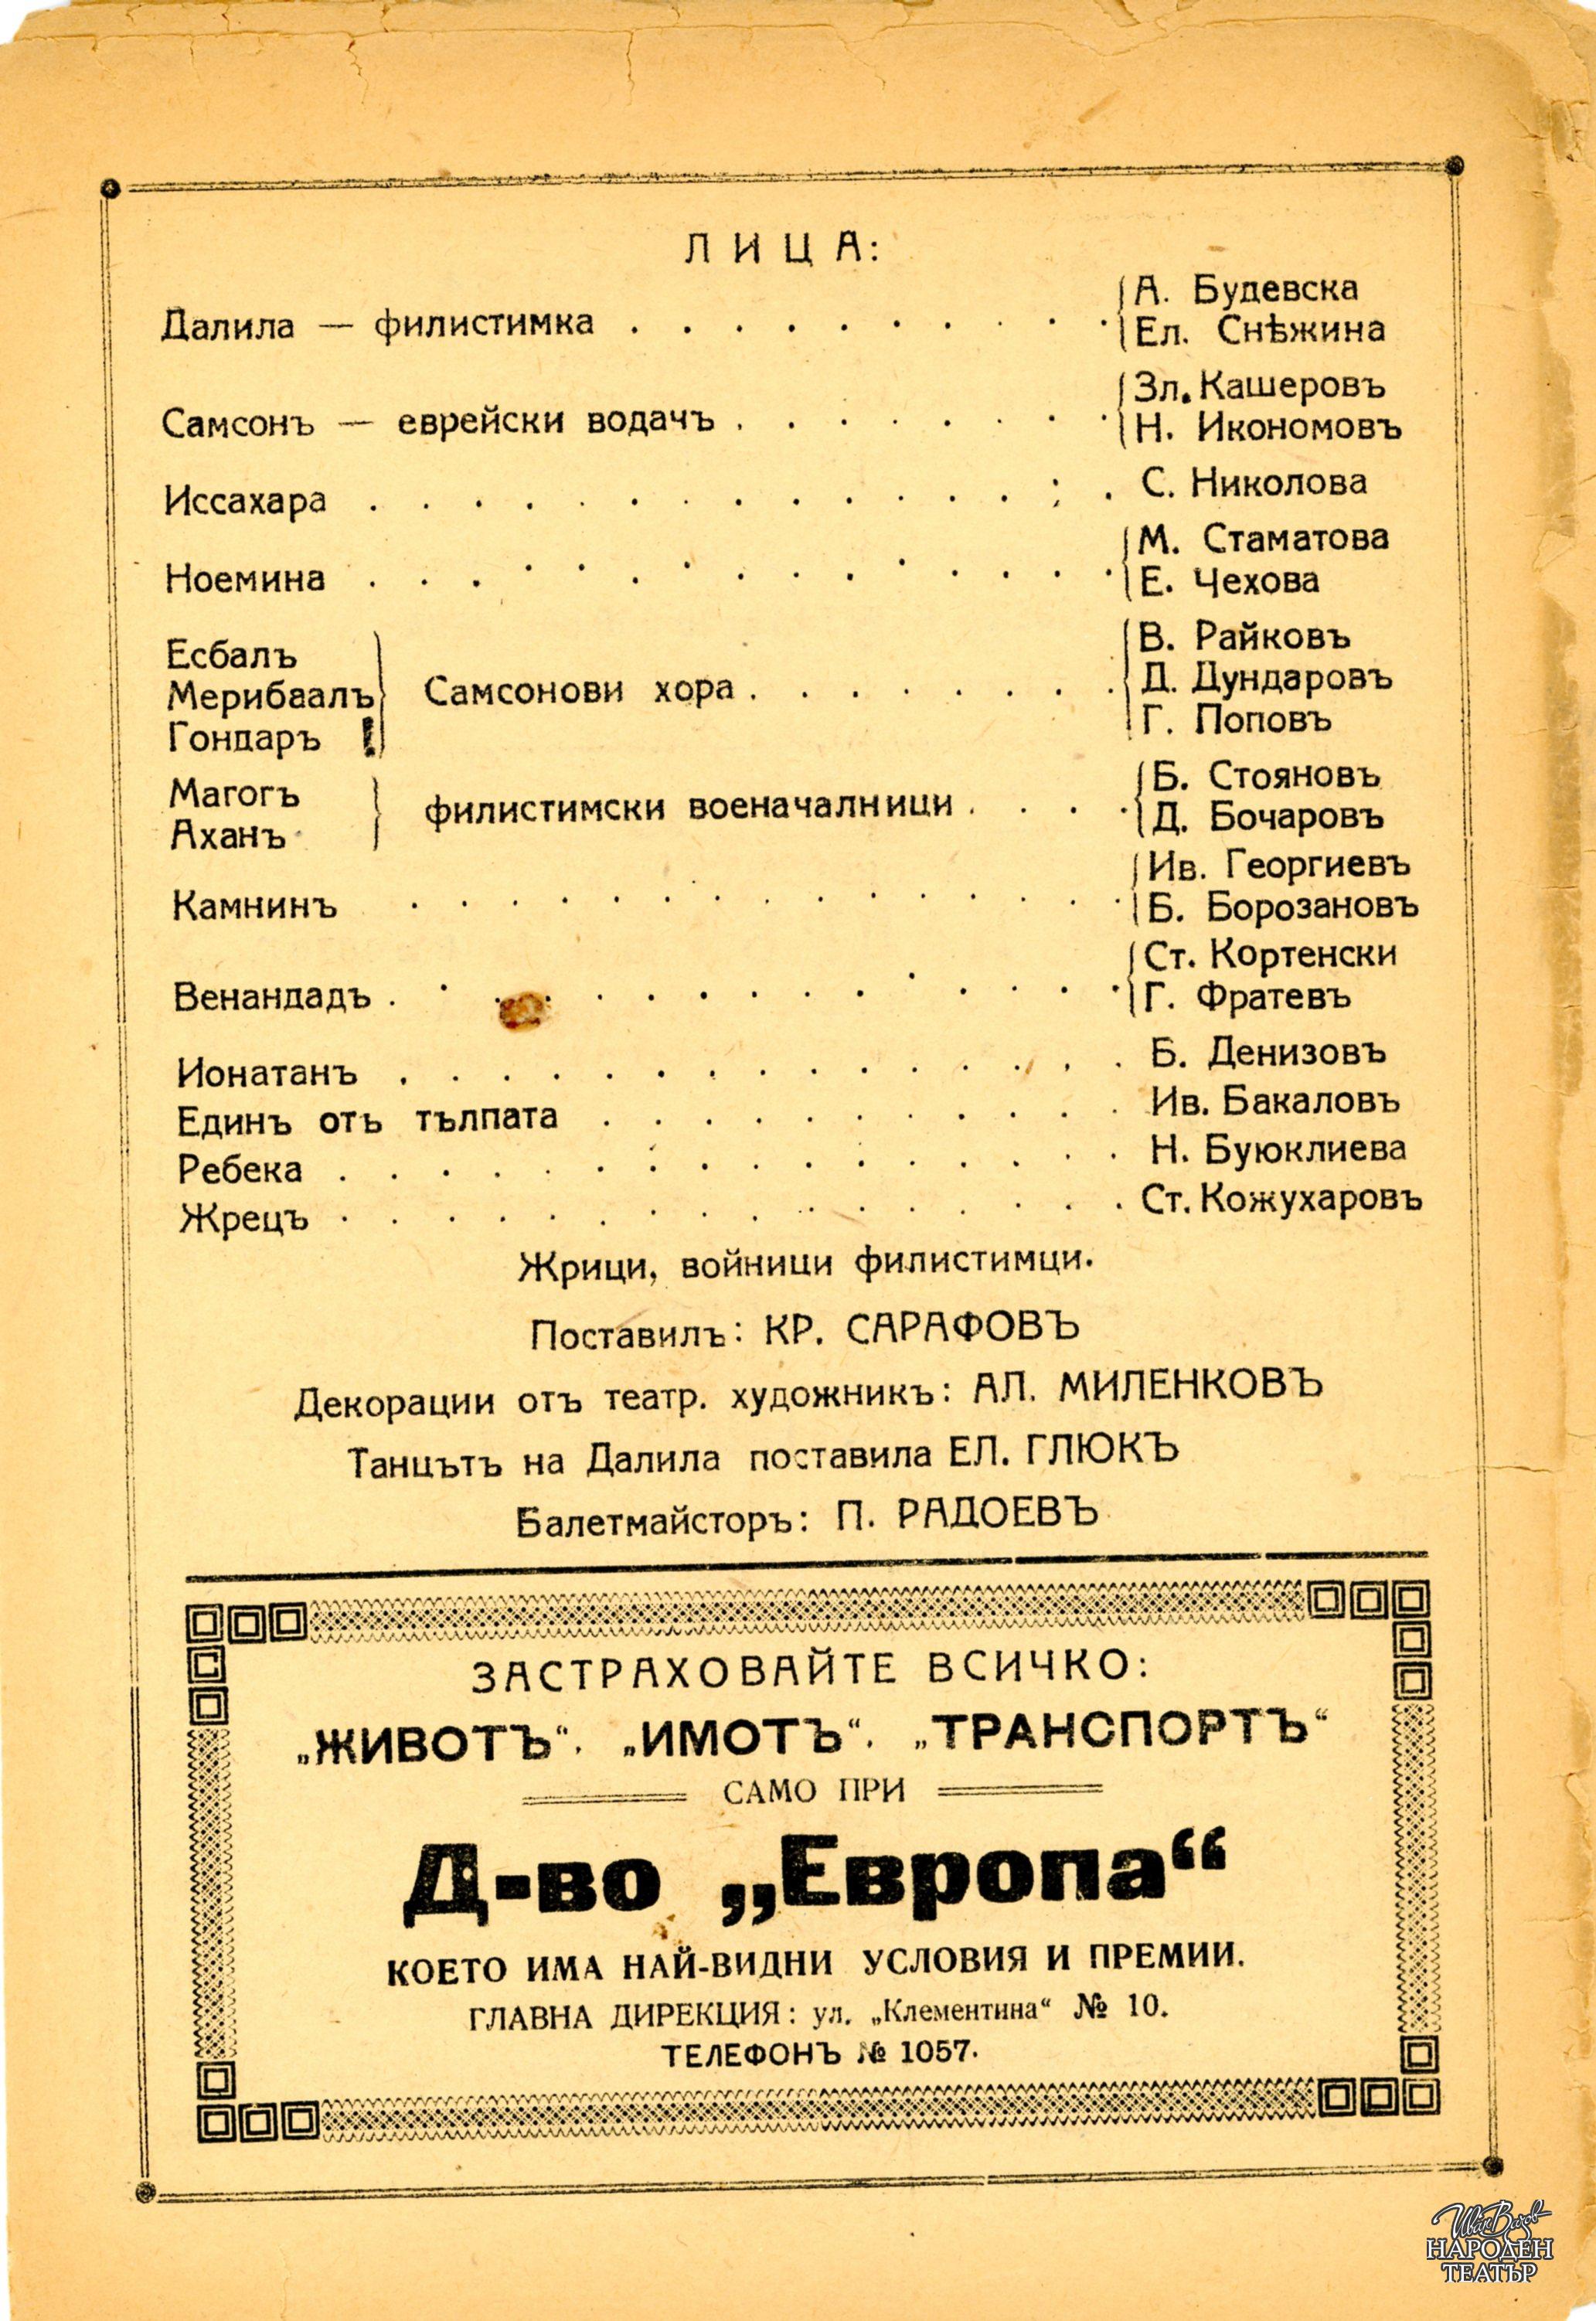 ЛИЦА:
Далила — филистимка . . . . . . . . . . {А. Будевска
{Ел. Снѣжина
Самсонъ — еврейски водачъ . . . . . . . . {Зл. Кашеровъ
{Н. Икономовъ
Иссахара . . . . . . . . . . . . . . . С. Николова
Ноемина . . . . . . . . . . . . . . . {М. Стаматова
{Е. Чехова
Есбалъ } {В. Райковъ
Мерибаалъ } Самсонови хора . . . . . . . . {Д. Дундаровъ
Гондаръ } {Г. Поповъ
Магогъ } {Б. Стояновъ
Аханъ } филистимски военачалници . . . . {Д. Бочаровъ
Камнинъ . . . . . . . . . . . . . . {Ив. Георгиевъ
{Б. Борозановъ
Венандадъ . . . . . . . . . . . . . . . {Ст. Кортенски
{Г. Фратевъ
Ионатанъ . . . . . . . . . . . . . . . Б. Денизовъ
Единъ отъ тълпата . . . . . . . . . . . Ив. Бакаловъ
Ребека . . . . . . . . . . . . . . . . Н. Буюклиева
Жрецъ . . . . . . . . . . . . . . . . Ст. Кожухаровъ
Жрици, войници филистимци.
Поставилъ: КР. САРАФОВЪ
Декорации отъ театр. художникъ: АЛ. МИЛЕНКОВЪ
Танцътъ на Далила поставила ЕЛ. ГЛЮКЪ
Балетмайсторъ: П. РАДОЕВЪ
ЗАСТРАХОВАЙТЕ ВСИЧКО:
„ЖИВОТЪ“. „ИМОТЪ“. „ТРАНСПОРТЪ“
САМО ПРИ
Д-во „Европа“
КОЕТО ИМА НАЙ-ВИДНИ УСЛОВИЯ И ПРЕМИИ.
ГЛАВНА ДИРЕКЦИЯ: ул. „Клементина“ № 10.
ТЕЛЕФОНЪ № 1057.
Иван Вазов
НАРОДЕН
ТЕАТЪР